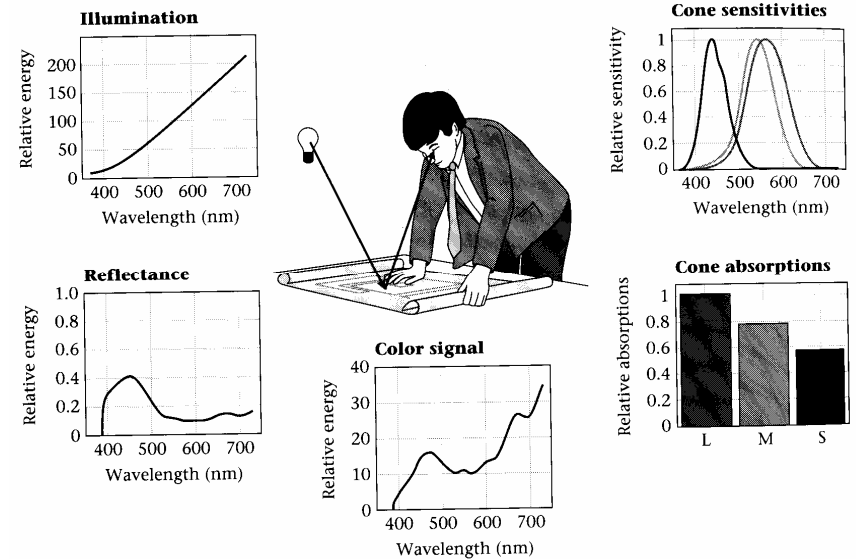 Illumination
Relative energy
200
150
100
50
0
400 500 600 700
Wavelength (nm)
Cone sensitivities
Relative sensitivity
1
0.8
0.6
0.4
0.2
0
400 500 600 700
Wavelength (nm)
Reflectance
Relative energy
1.0
0.8
0.6
0.4
0.2
0
400 500 600 700
Wavelength (nm)
Color signal
Relative energy
40
30
20
10
0
400 500 600 700
Wavelength (nm)
Cone absorptions
Relative absorptions
1
0.8
0.6
0.4
0.2
0
L M S